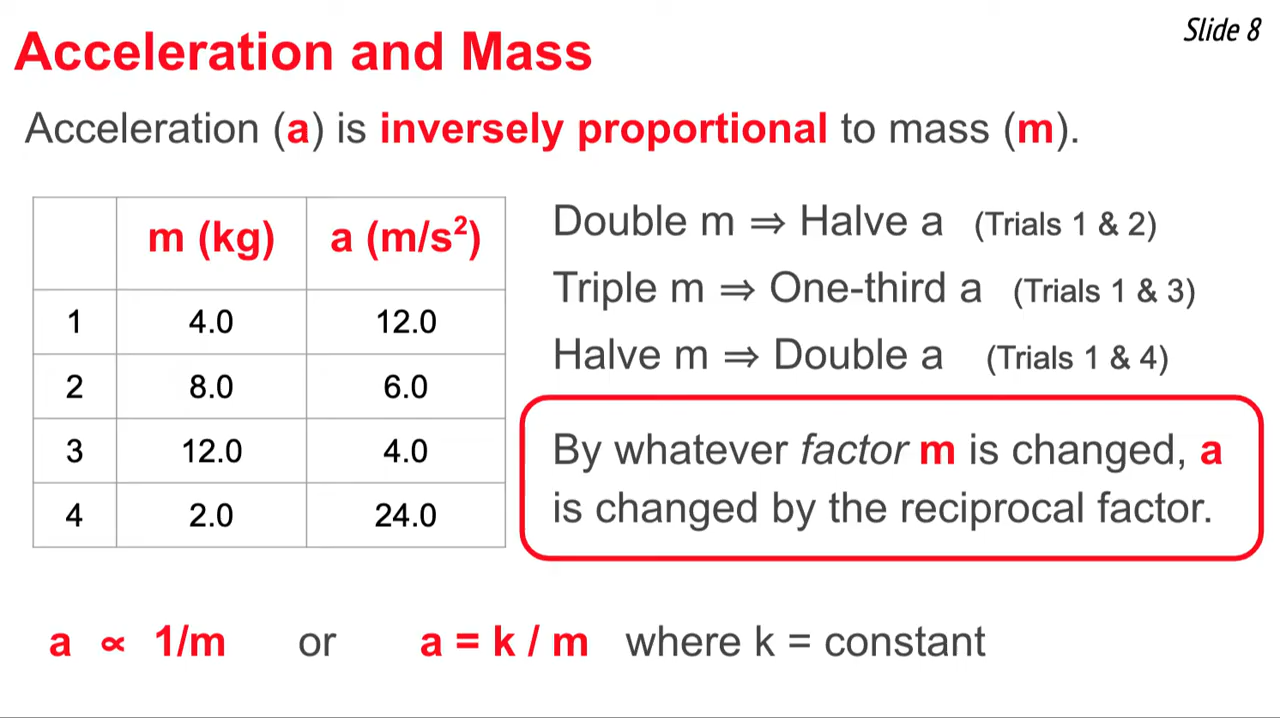 Slide 8
Acceleration and Mass
Acceleration (a) is inversely proportional to mass (m).
m (kg) a (m/s²)
1 4.0 12.0
2 8.0 6.0
3 12.0 4.0
4 2.0 24.0
Double m ⇒ Halve a (Trials 1 & 2)
Triple m ⇒ One-third a (Trials 1 & 3)
Halve m ⇒ Double a (Trials 1 & 4)
By whatever factor m is changed, a
is changed by the reciprocal factor.
a ∝ 1/m or a = k / m where k = constant